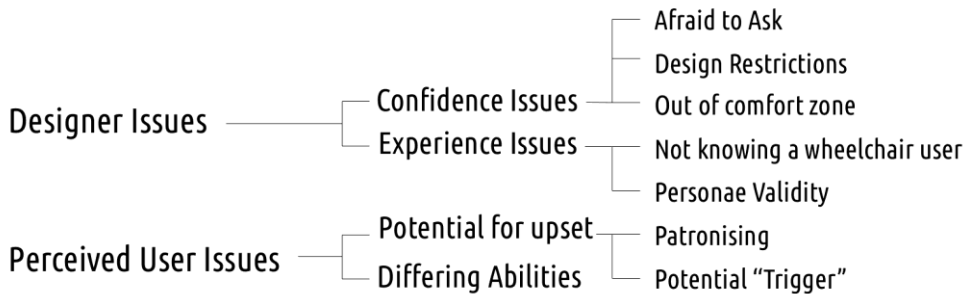 Designer Issues
Confidence Issues
Afraid to Ask
Design Restrictions
Out of comfort zone
Experience Issues
Not knowing a wheelchair user
Personae Validity
Perceived User Issues
Potential for upset
Patronising
Potential “Trigger”
Differing Abilities